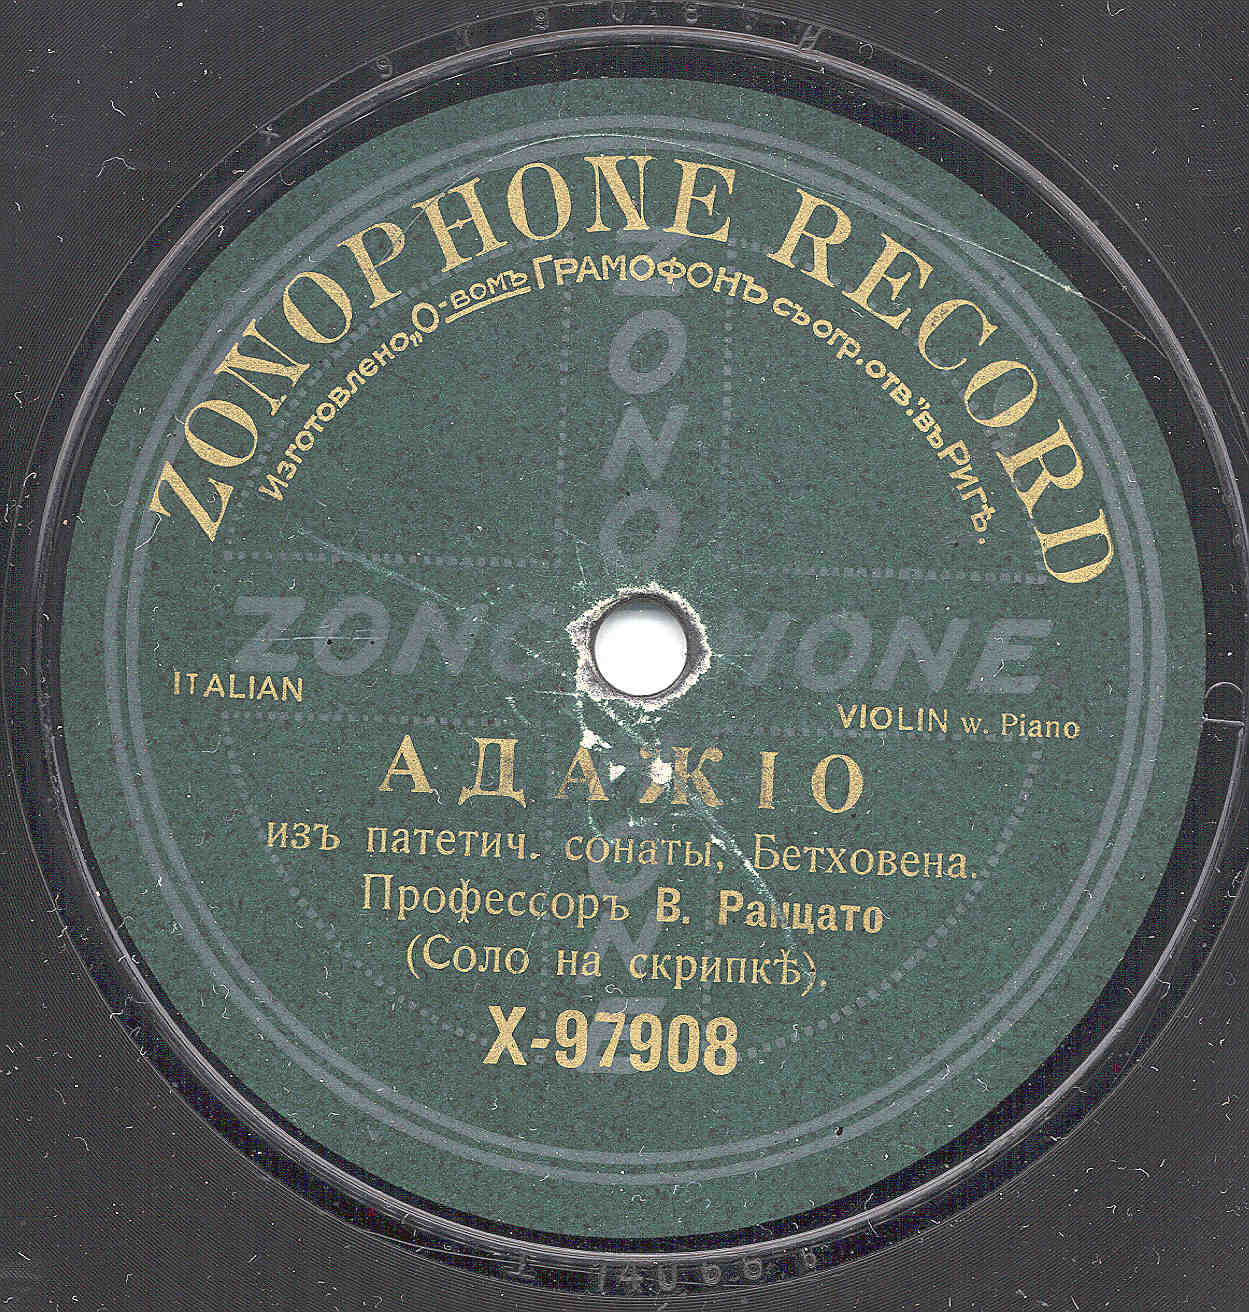 ZONOPHONE RECORD
Изготовлено „О-вомъ Грамофонъ съ огр. отв." въ Ригѣ.
ZONOPHONE
ITALIAN
VIOLIN w. Piano
АДАЖІО
изъ патетич. сонаты, Бетховена.
Профессоръ В. Ранцато
(Соло на скрипкѣ).
X-97908